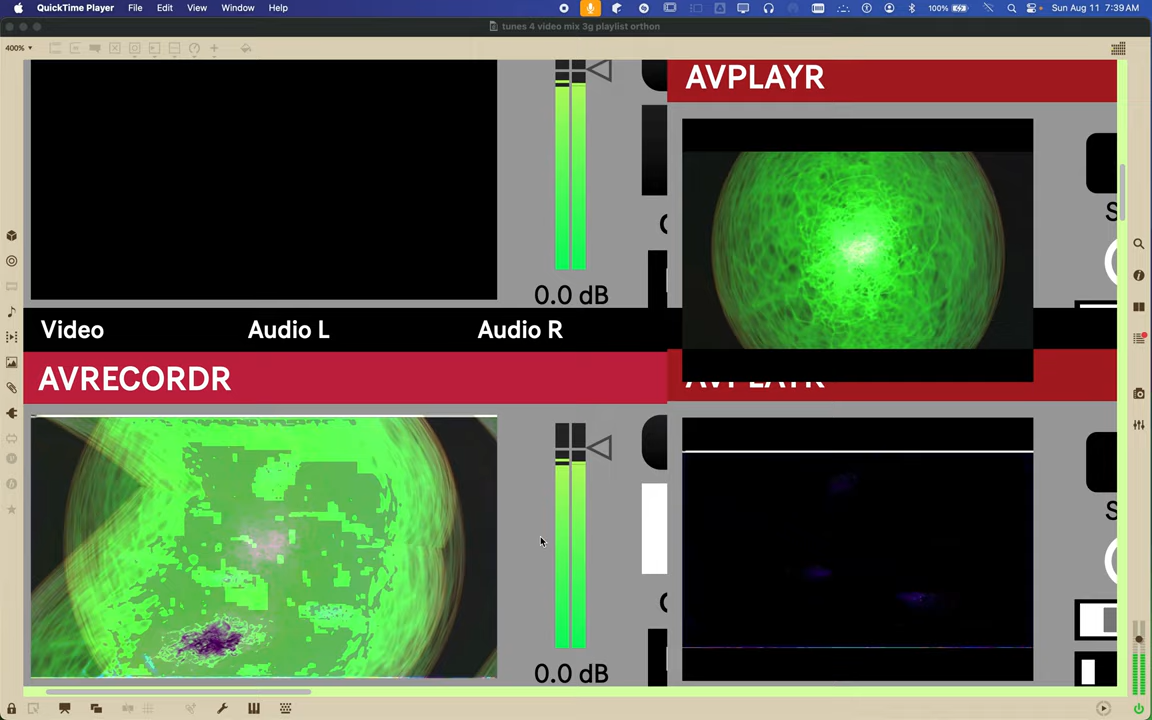 QuickTime Player File Edit View Window Help 100% Sun Aug 11 7:39 AM
tunes 4 video mix 3g playlist orthon
400%
AVPLAYR
0.0 dB
Video Audio L Audio R
AVRECORDR
0.0 dB